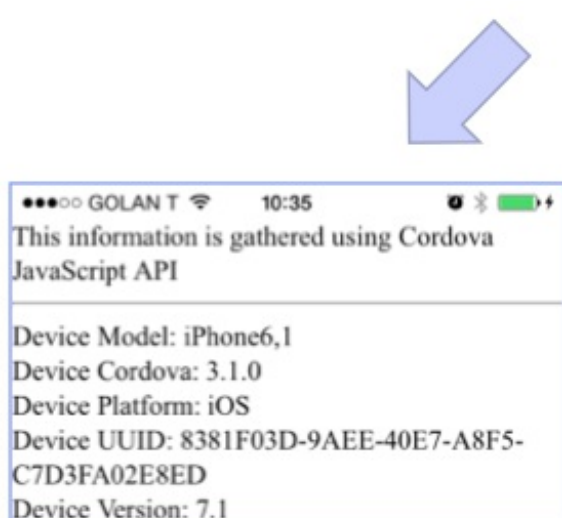 GOLAN T 10:35
This information is gathered using Cordova
JavaScript API
Device Model: iPhone6,1
Device Cordova: 3.1.0
Device Platform: iOS
Device UUID: 8381F03D-9AEE-40E7-A8F5-
C7D3FA02E8ED
Device Version: 7.1